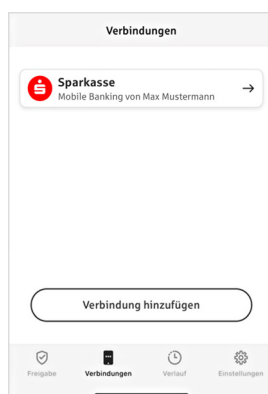 Verbindungen
Sparkasse
Mobile Banking von Max Mustermann
Verbindung hinzufügen
Freigabe Verbindungen Verlauf Einstellungen